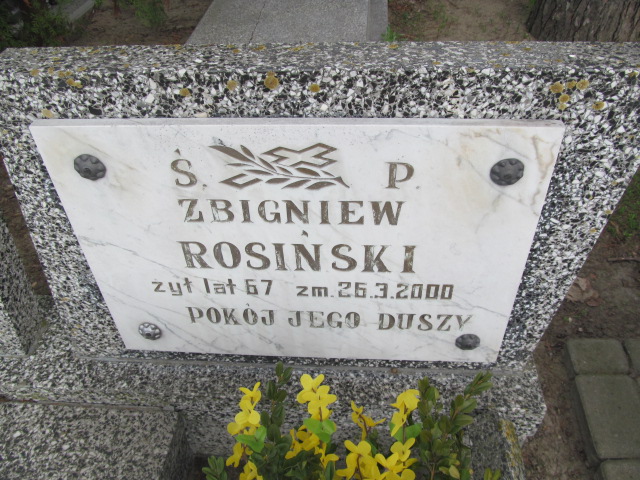 Ś. P.
ZBIGNIEW
ROSIŃSKI
żył lat 67 zm. 26.3.2000
POKÓJ JEGO DUSZY